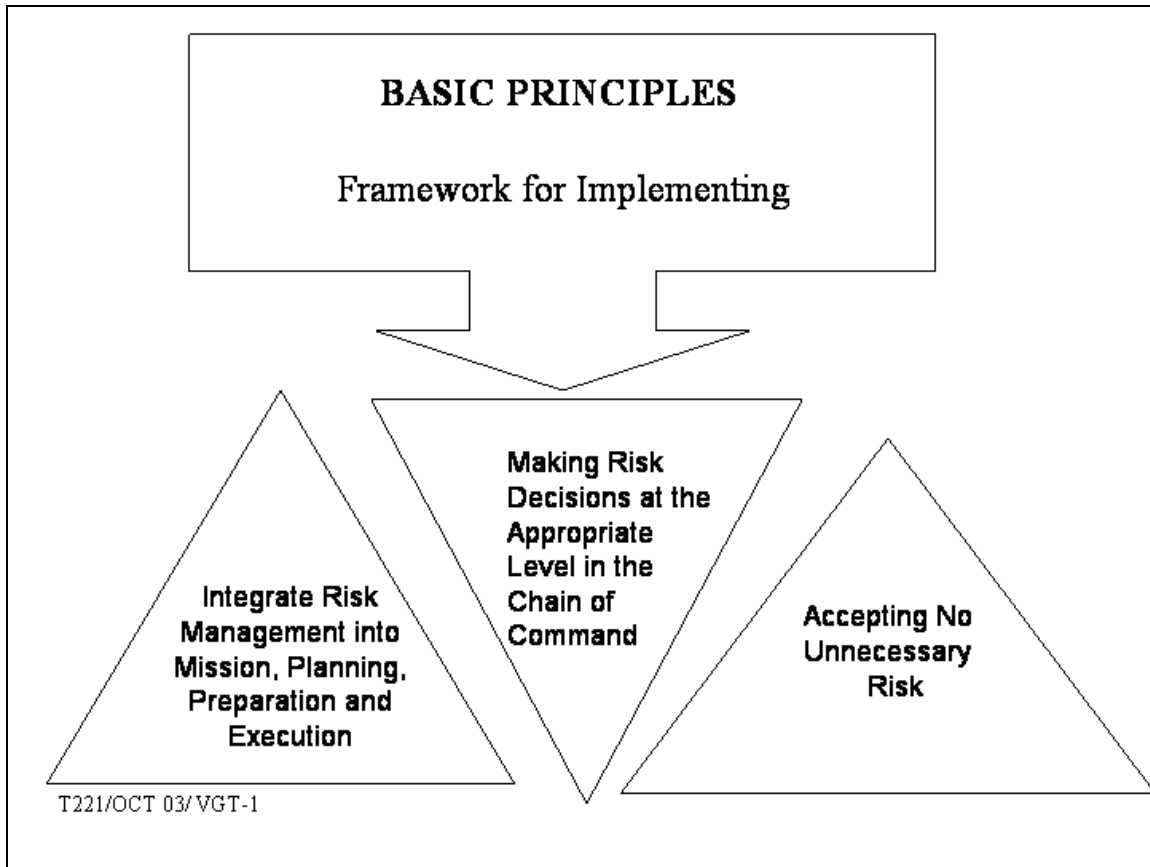 BASIC PRINCIPLES
Framework for Implementing
Integrate Risk
Management into
Mission, Planning,
Preparation and
Execution
Making Risk
Decisions at the
Appropriate
Level in the
Chain of
Command
Accepting No
Unnecessary
Risk
T221/OCT 03/ VGT-1